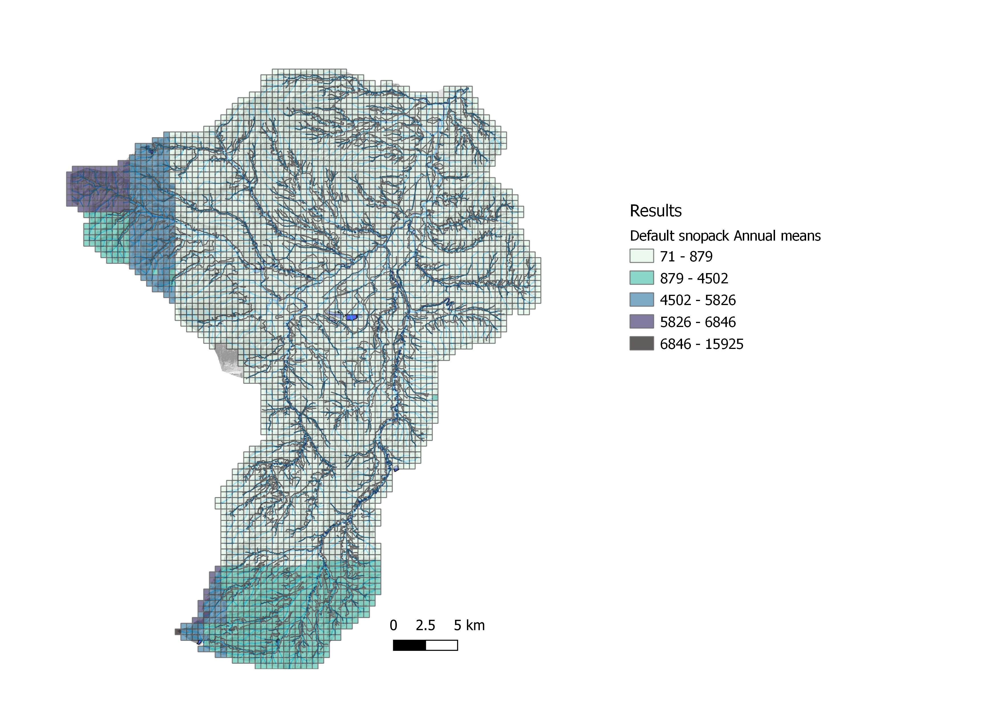 Results
Default snopack Annual means
71 - 879
879 - 4502
4502 - 5826
5826 - 6846
6846 - 15925
0 2.5 5 km